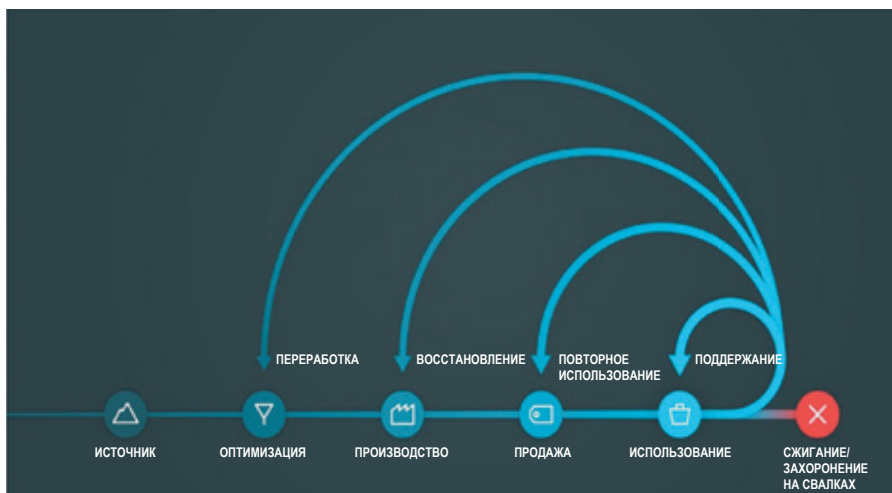 ПЕРЕРАБОТКА
ВОССТАНОВЛЕНИЕ
ПОВТОРНОЕ
ИСПОЛЬЗОВАНИЕ
ПОДДЕРЖАНИЕ
ИСТОЧНИК
ОПТИМИЗАЦИЯ
ПРОИЗВОДСТВО
ПРОДАЖА
ИСПОЛЬЗОВАНИЕ
СЖИГАНИЕ/
ЗАХОРОНЕНИЕ
НА СВАЛКАХ